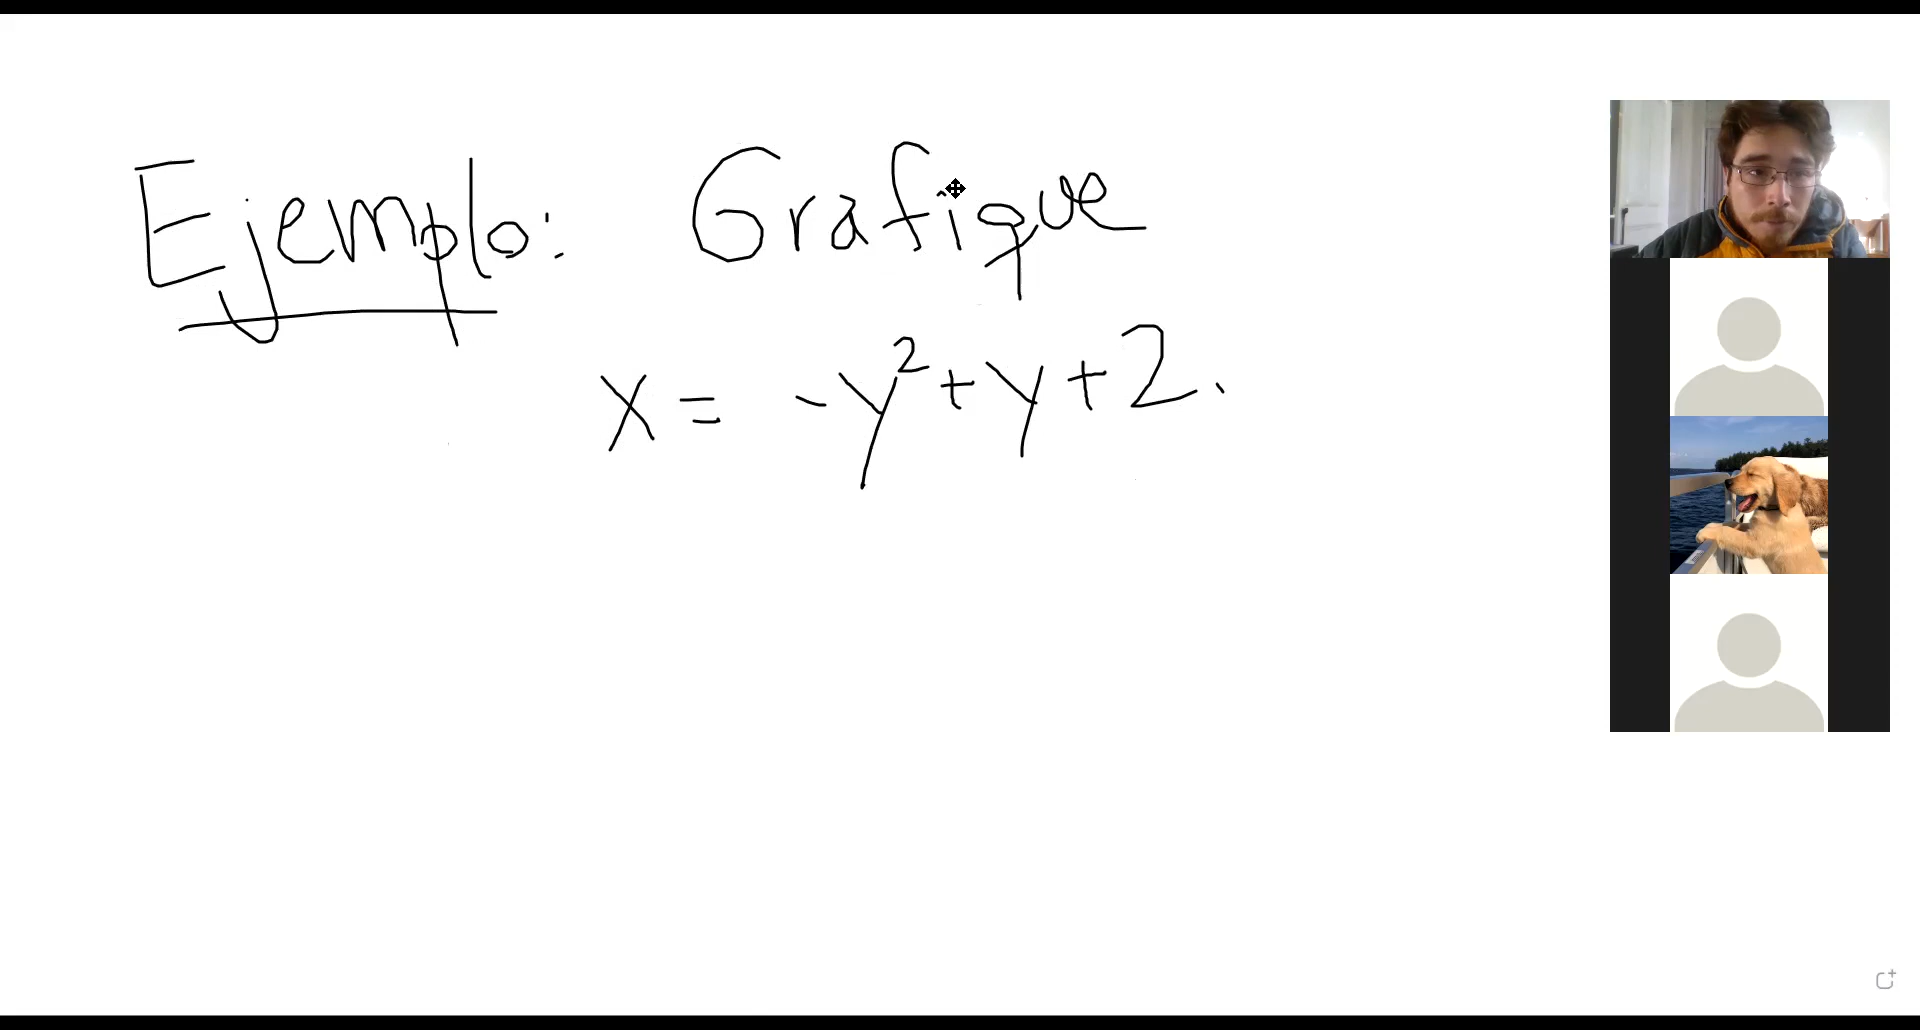 Ejemplo: Grafique
x = -y²+y+2.